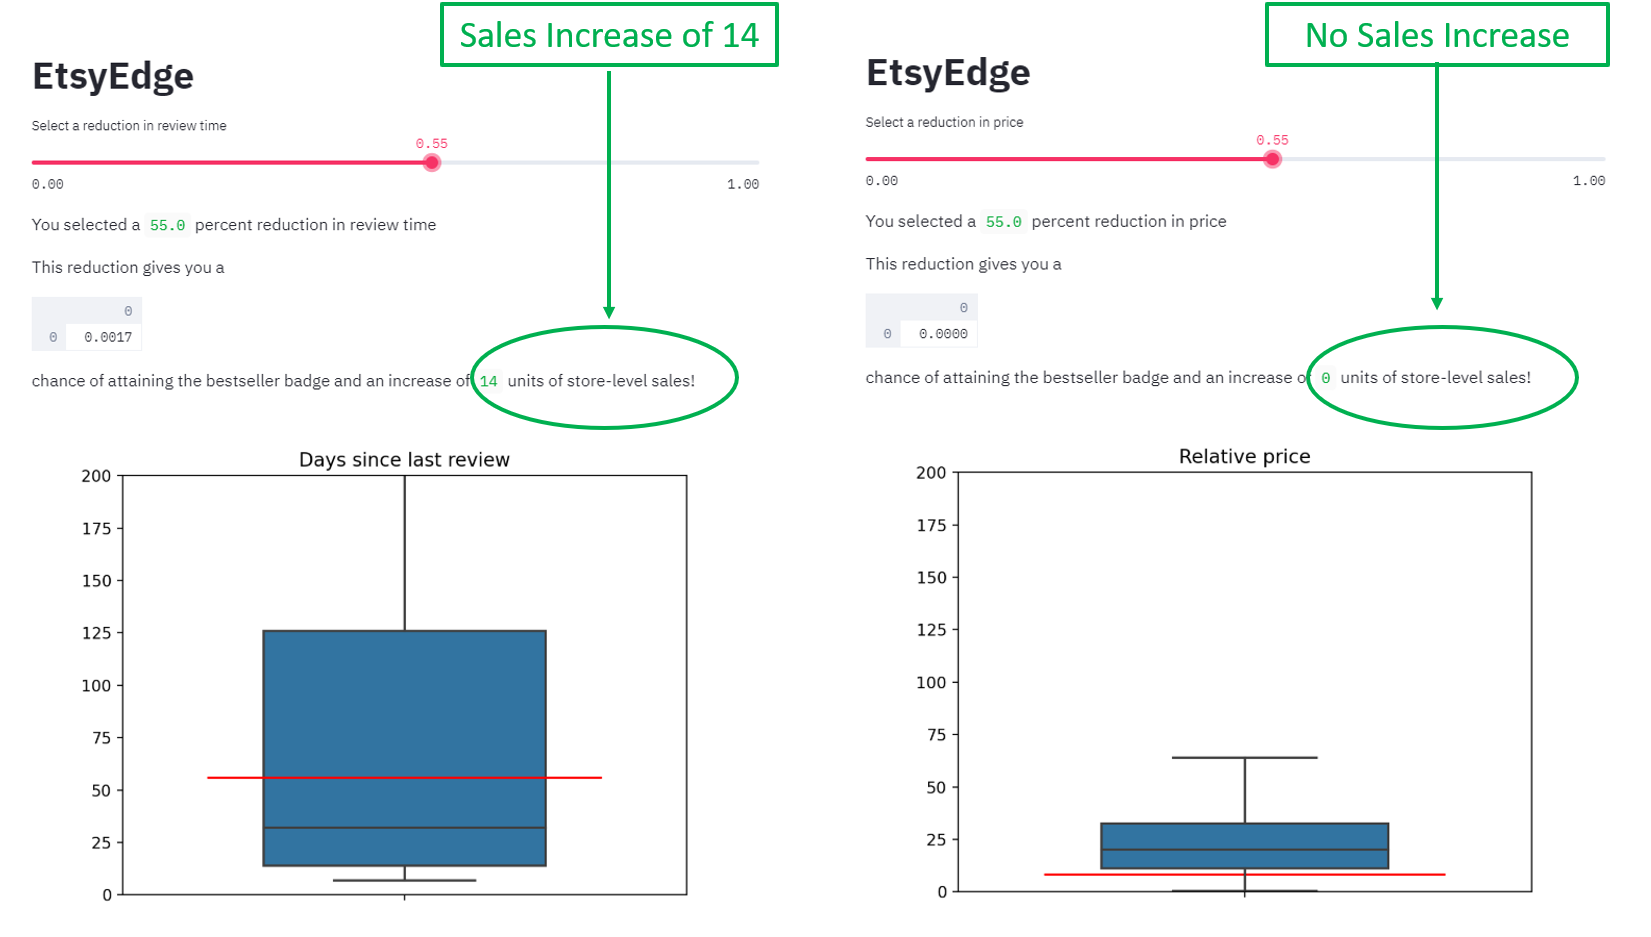 Sales Increase of 14
EtsyEdge
Select a reduction in review time
0.55
0.00
1.00
You selected a 55.0 percent reduction in review time
This reduction gives you a
0
0 0.0017
chance of attaining the bestseller badge and an increase of 14 units of store-level sales!
Days since last review
200
175
150
125
100
75
50
25
0
No Sales Increase
EtsyEdge
Select a reduction in price
0.55
0.00
1.00
You selected a 55.0 percent reduction in price
This reduction gives you a
0
0 0.0000
chance of attaining the bestseller badge and an increase of 0 units of store-level sales!
Relative price
200
175
150
125
100
75
50
25
0